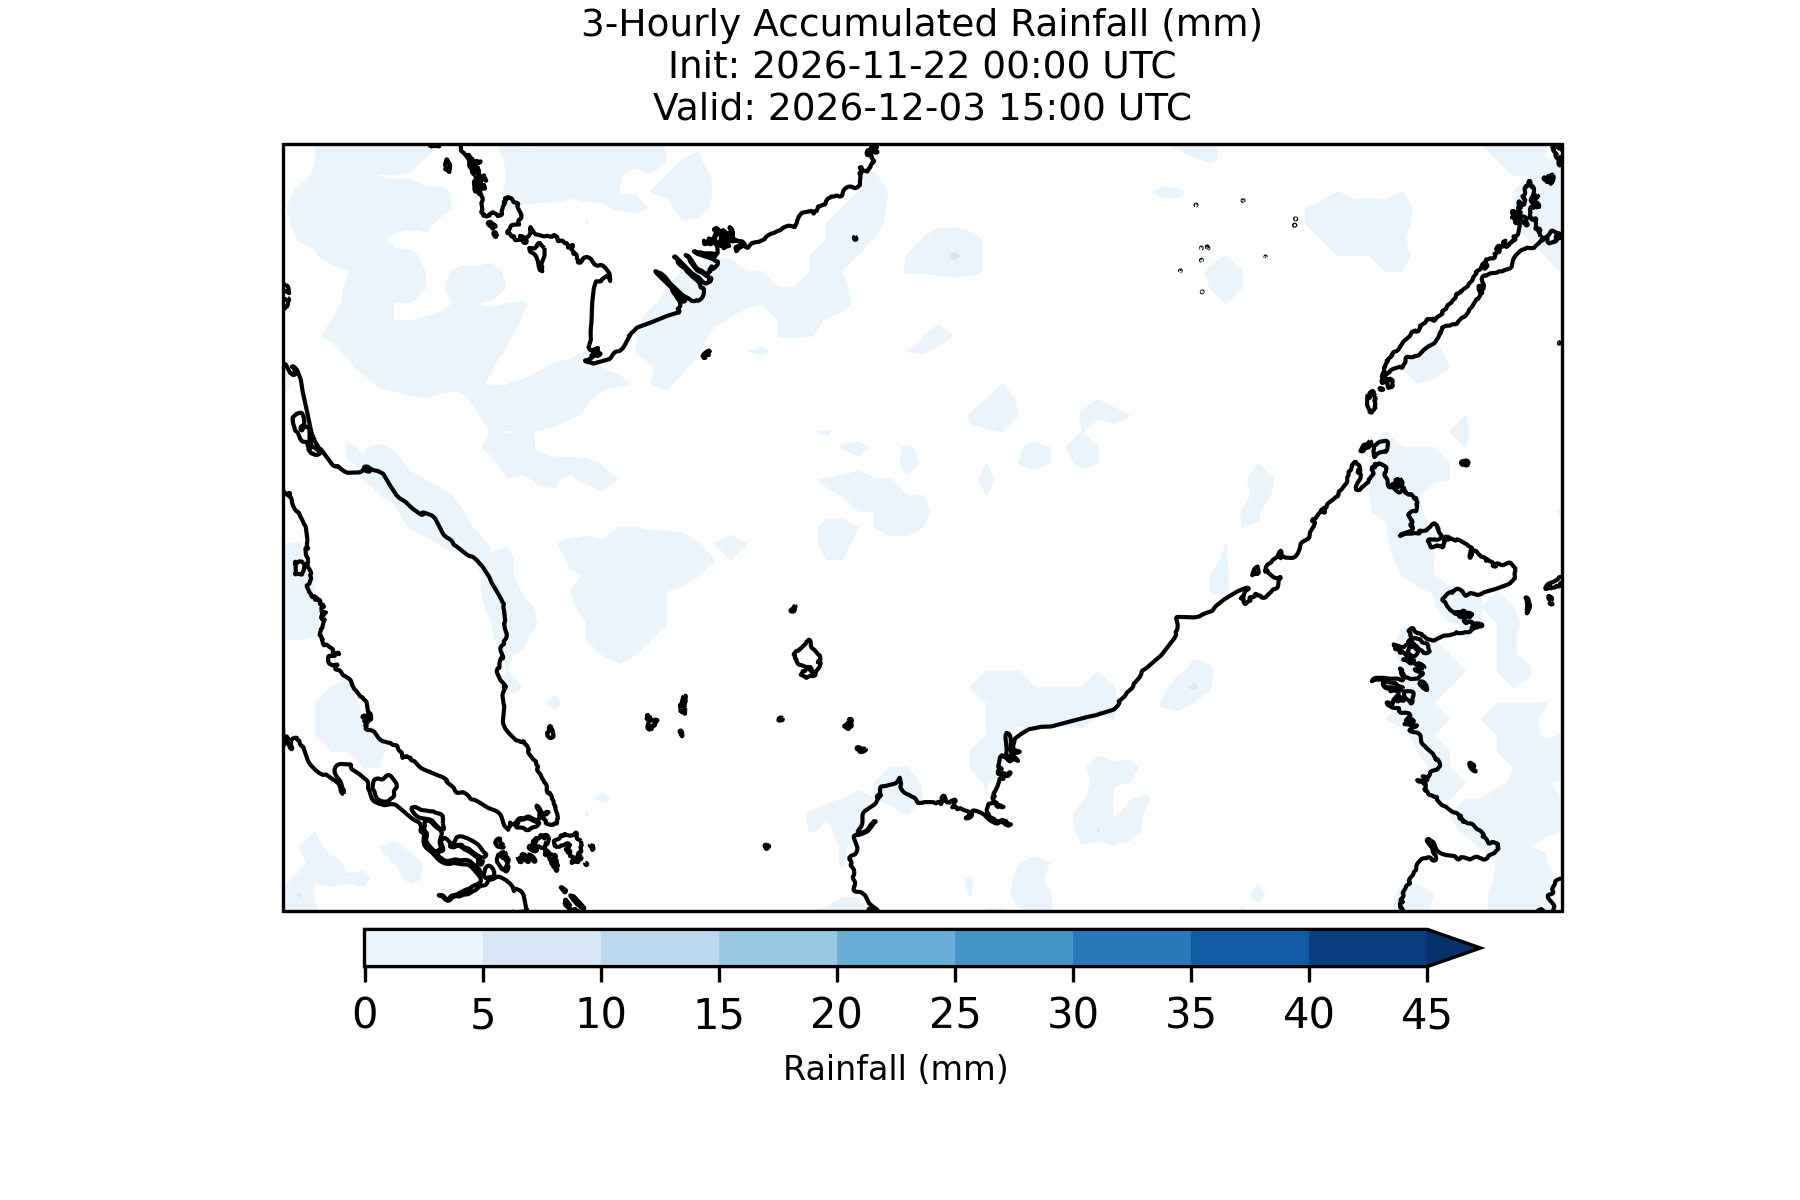 3-Hourly Accumulated Rainfall (mm)
Init: 2026-11-22 00:00 UTC
Valid: 2026-12-03 15:00 UTC
0 5 10 15 20 25 30 35 40 45
Rainfall (mm)